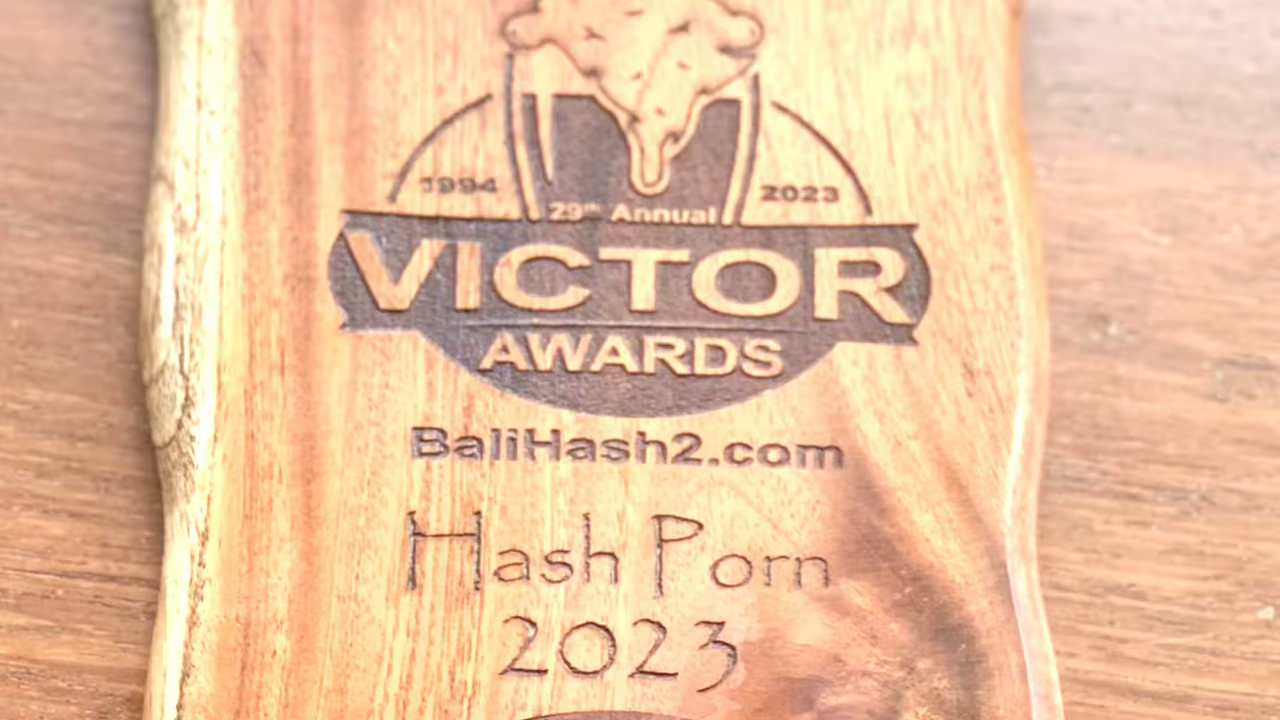 1994 2023
29th Annual
VICTOR
AWARDS
BaliHash2.com
Hash Porn
2023